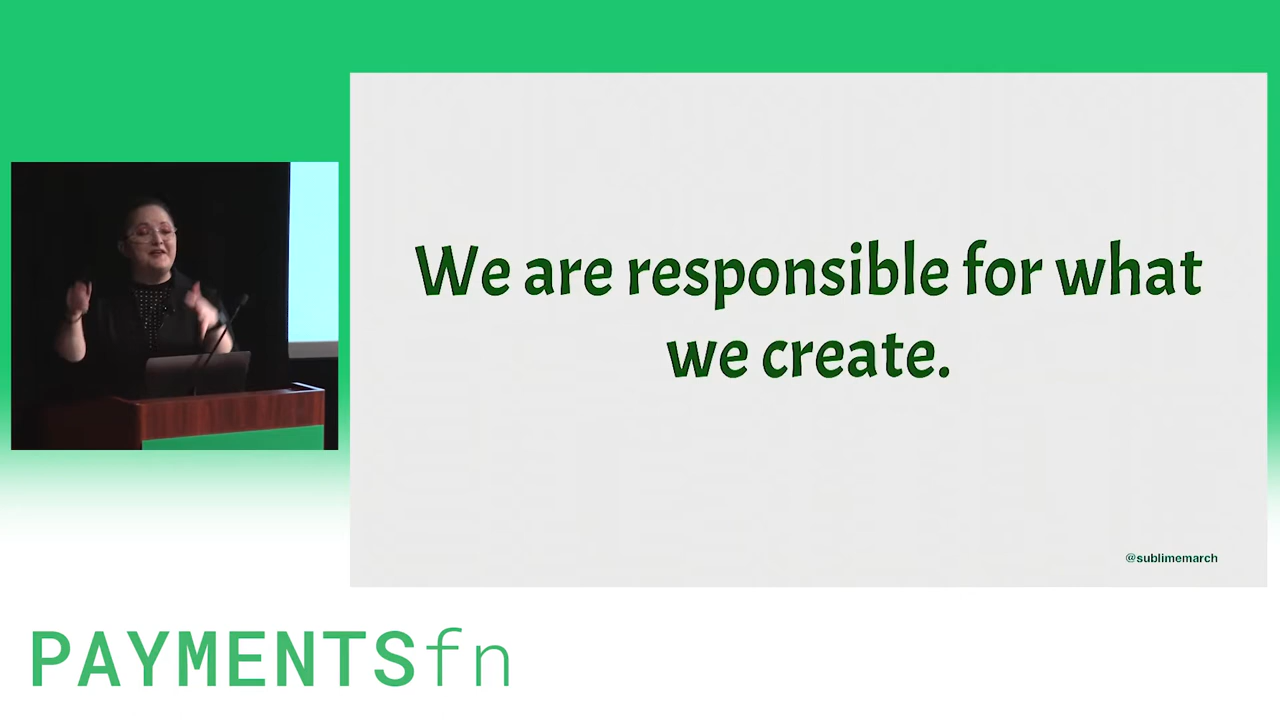 We are responsible for what
we create.
@sublimemarch
PAYMENTSfn